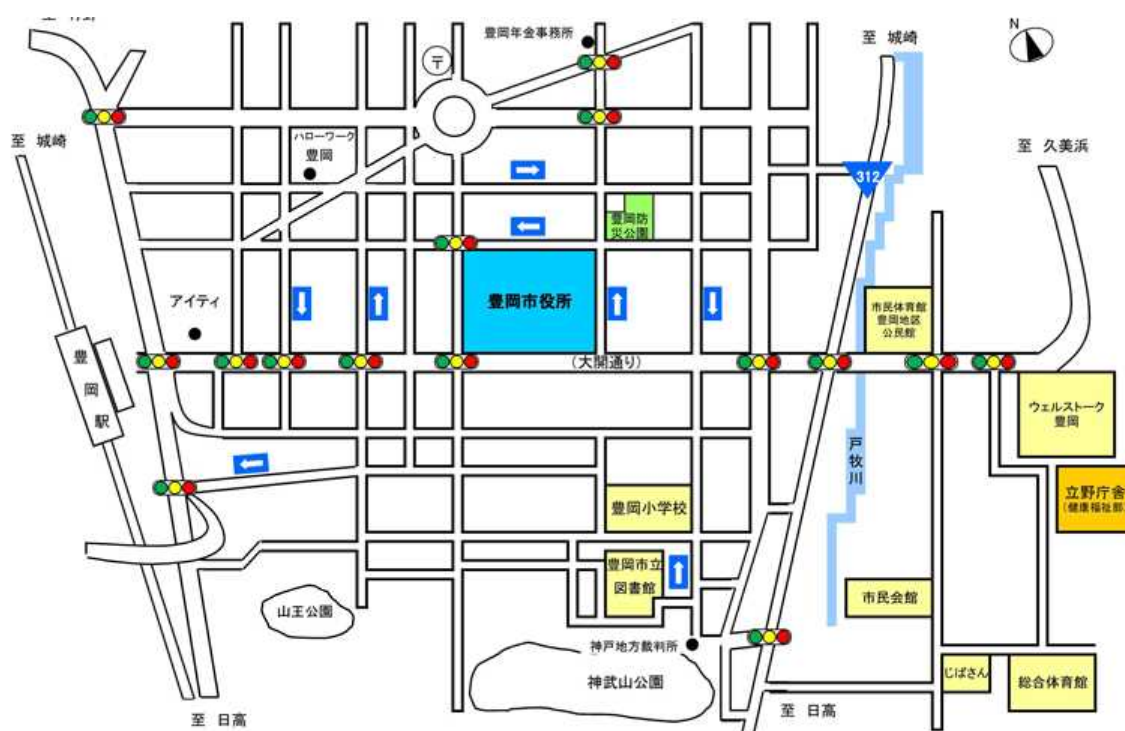 豊岡年金事務所
N
至 城崎
〒
至 城崎
ハローワーク
豊岡
至 久美浜
312
豊岡防
災公園
アイティ
豊岡市役所
市民体育館
豊岡地区
公民館
(大開通り)
豊岡駅
ウェルストーク
豊岡
戸牧川
立野庁舎
(健康福祉部)
豊岡小学校
豊岡市立
図書館
市民会館
山王公園
神戸地方裁判所
神武山公園
じばさん
総合体育館
至 日高
至 日高